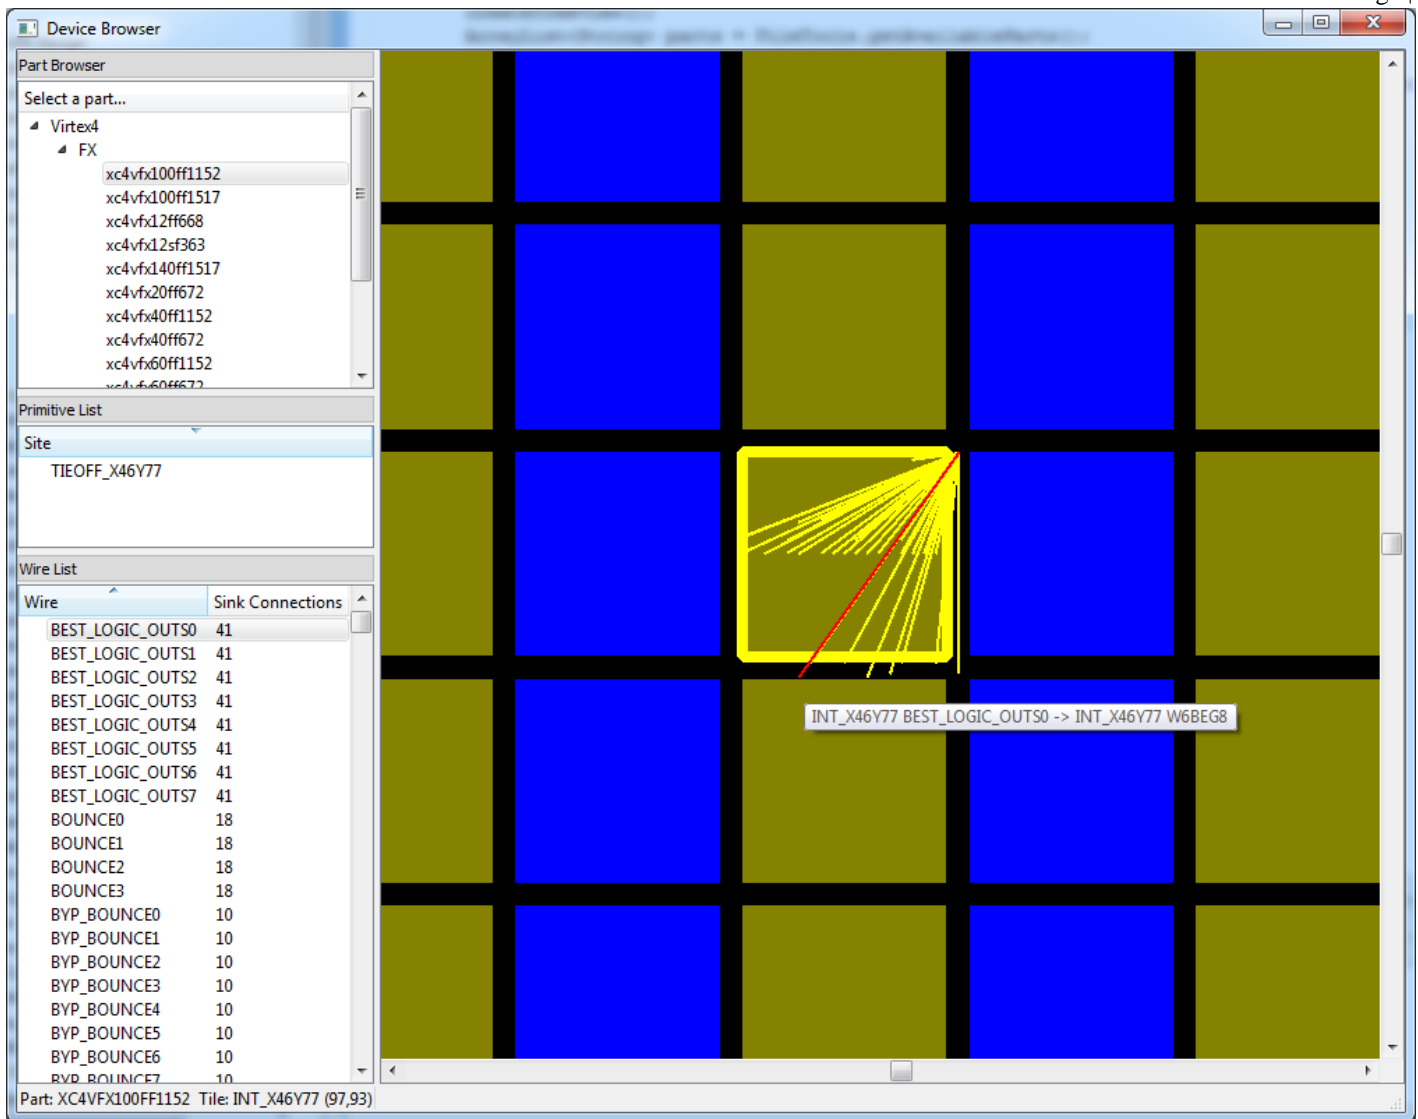 Device Browser
Part Browser
Select a part...
Virtex4
FX
xc4vfx100ff1152
xc4vfx100ff1517
xc4vfx12ff668
xc4vfx12sf363
xc4vfx140ff1517
xc4vfx20ff672
xc4vfx40ff1152
xc4vfx40ff672
xc4vfx60ff1152
xc4vfx60ff672
Primitive List
Site
TIEOFF_X46Y77
Wire List
Wire Sink Connections
BEST_LOGIC_OUTS0 41
BEST_LOGIC_OUTS1 41
BEST_LOGIC_OUTS2 41
BEST_LOGIC_OUTS3 41
BEST_LOGIC_OUTS4 41
BEST_LOGIC_OUTS5 41
BEST_LOGIC_OUTS6 41
BEST_LOGIC_OUTS7 41
BOUNCE0 18
BOUNCE1 18
BOUNCE2 18
BOUNCE3 18
BYP_BOUNCE0 10
BYP_BOUNCE1 10
BYP_BOUNCE2 10
BYP_BOUNCE3 10
BYP_BOUNCE4 10
BYP_BOUNCE5 10
BYP_BOUNCE6 10
BYP_BOUNCE7 10
INT_X46Y77 BEST_LOGIC_OUTS0 -> INT_X46Y77 W6BEG8
Part: XC4VFX100FF1152 Tile: INT_X46Y77 (97,93)